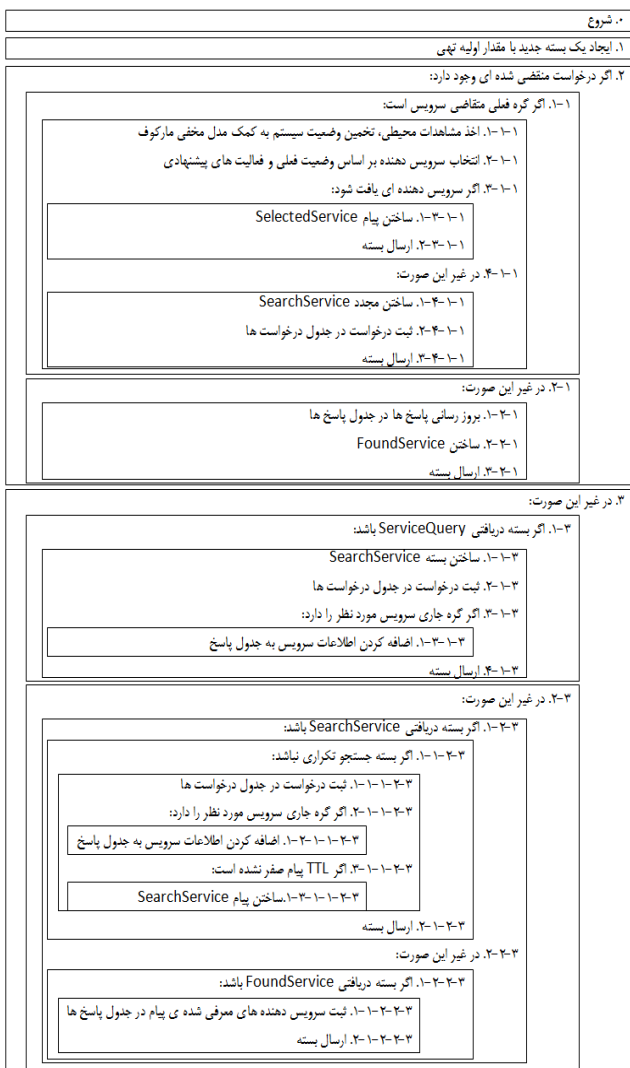 ۰. شروع
۱. ایجاد یک بسته جدید با مقدار اولیه تهی
۲. اگر درخواست منقضی شده ای وجود دارد:
۱-۱. اگر گره فعلی متقاضی سرویس است:
۱-۱-۱. اخذ مشاهدات محیطی، تخمین وضعیت سیستم به کمک مدل مخفی مارکوف
۲-۱-۱. انتخاب سرویس دهنده بر اساس وضعیت فعلی و فعالیت های پیشنهادی
۳-۱-۱. اگر سرویس دهنده ای یافت شود:
۱-۳-۱-۱. ساختن پیام SelectedService
۲-۳-۱-۱. ارسال بسته
۴-۱-۱. در غیر این صورت:
۱-۴-۱-۱. ساختن مجدد SearchService
۲-۴-۱-۱. ثبت درخواست در جدول درخواست ها
۳-۴-۱-۱. ارسال بسته
۲-۱. در غیر این صورت:
۱-۲-۱. بروز رسانی پاسخ ها در جدول پاسخ ها
۲-۲-۱. ساختن FoundService
۳-۲-۱. ارسال بسته
۳. در غیر این صورت:
۱-۳. اگر بسته دریافتی ServiceQuery باشد:
۱-۱-۳. ساختن بسته SearchService
۲-۱-۳. ثبت درخواست در جدول درخواست ها
۳-۱-۳. اگر گره جاری سرویس مورد نظر را دارد:
۱-۳-۱-۳. اضافه کردن اطلاعات سرویس به جدول پاسخ
۴-۱-۳. ارسال بسته
۲-۳. در غیر این صورت:
۱-۲-۳. اگر بسته دریافتی SearchService باشد:
۱-۱-۲-۳. اگر بسته جستجو تکراری نباشد:
۱-۱-۱-۲-۳. ثبت درخواست در جدول درخواست ها
۲-۱-۱-۲-۳. اگر گره جاری سرویس مورد نظر را دارد:
۱-۲-۱-۱-۲-۳. اضافه کردن اطلاعات سرویس به جدول پاسخ
۳-۱-۱-۲-۳. اگر TTL پیام صفر نشده است:
۱-۳-۱-۱-۲-۳.ساختن پیام SearchService
۲-۱-۲-۳. ارسال بسته
۲-۲-۳. در غیر این صورت:
۱-۲-۲-۳. اگر بسته دریافتی FoundService باشد:
۱-۱-۲-۲-۳. ثبت سرویس دهنده های معرفی شده ی پیام در جدول پاسخ ها
۲-۱-۲-۲-۳. ارسال بسته